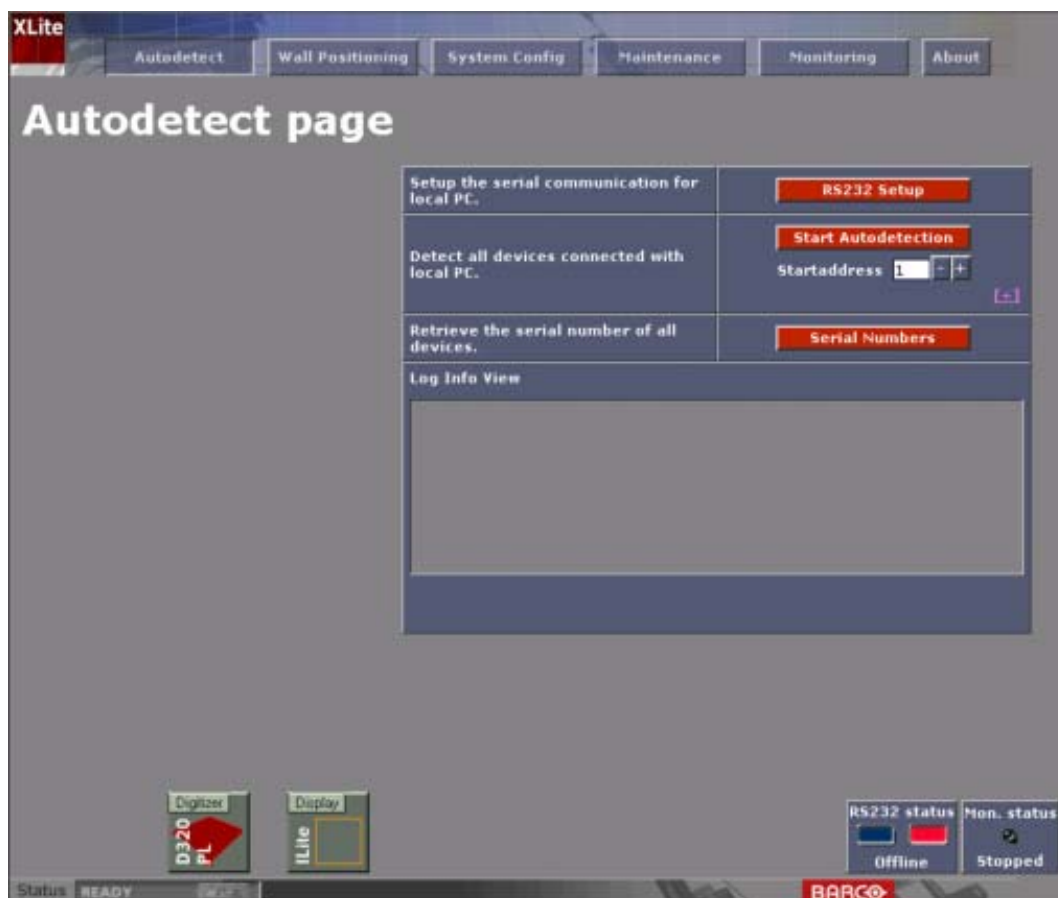 XLite
Autodetect Wall Positioning System Config Maintenance Monitoring About
Autodetect page
Setup the serial communication for
local PC.
RS232 Setup
Detect all devices connected with
local PC.
Start Autodetection
Startaddress 1 - +
[+]
Retrieve the serial number of all
devices.
Serial Numbers
Log Info View
Digitizer
D320
PL
Display
ILite
RS232 status
Offline
Mon. status
Stopped
Status READY
BARCO